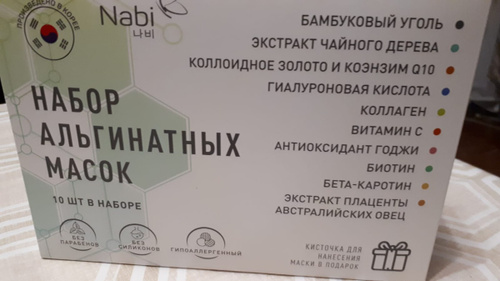 ПРОИЗВЕДЕНО В КОРЕЕ
Nabi
나비
НАБОР
АЛЬГИНАТНЫХ
МАСОК
10 ШТ В НАБОРЕ
БЕЗ
ПАРАБЕНОВ
БЕЗ
СИЛИКОНОВ
ГИПОАЛЛЕРГЕННЫЙ
БАМБУКОВЫЙ УГОЛЬ
ЭКСТРАКТ ЧАЙНОГО ДЕРЕВА
КОЛЛОИДНОЕ ЗОЛОТО И КОЭНЗИМ Q10
ГИАЛУРОНОВАЯ КИСЛОТА
КОЛЛАГЕН
ВИТАМИН С
АНТИОКСИДАНТ ГОДЖИ
БИОТИН
БЕТА-КАРОТИН
ЭКСТРАКТ ПЛАЦЕНТЫ
АВСТРАЛИЙСКИХ ОВЕЦ
КИСТОЧКА ДЛЯ
НАНЕСЕНИЯ
МАСКИ В ПОДАРОК